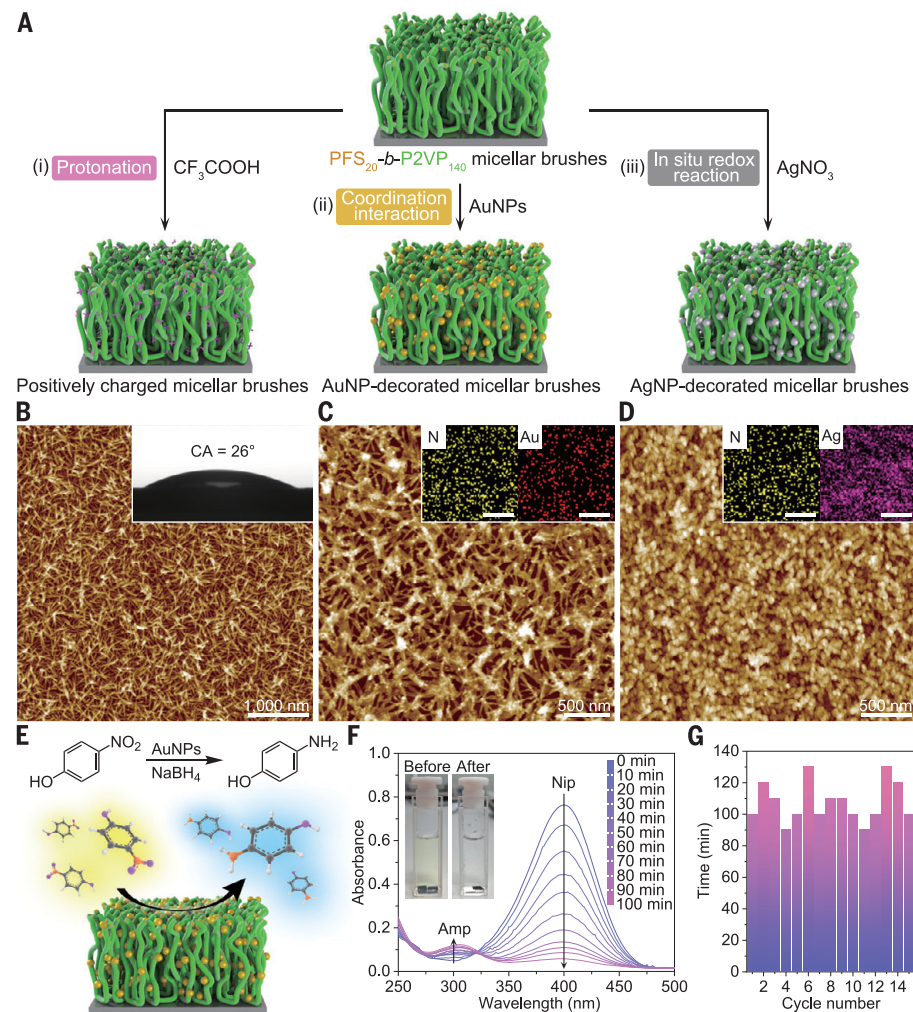 A
(i) Protonation CF₃COOH
PFS₂₀-b-P2VP₁₄₀ micellar brushes
(ii) Coordination interaction AuNPs
(iii) In situ redox reaction AgNO₃
Positively charged micellar brushes
AuNP-decorated micellar brushes
AgNP-decorated micellar brushes
B
CA = 26°
1,000 nm
C
N
Au
500 nm
D
N
Ag
500 nm
E
NO₂
HO
AuNPs
NaBH₄
NH₂
HO
F
Absorbance
1.0
0.8
0.6
0.4
0.2
0.0
Before
After
Nip
Amp
0 min
10 min
20 min
30 min
40 min
50 min
60 min
70 min
80 min
90 min
100 min
250 300 350 400 450 500
Wavelength (nm)
G
Time (min)
140
120
100
80
60
40
20
0
2 4 6 8 10 12 14
Cycle number